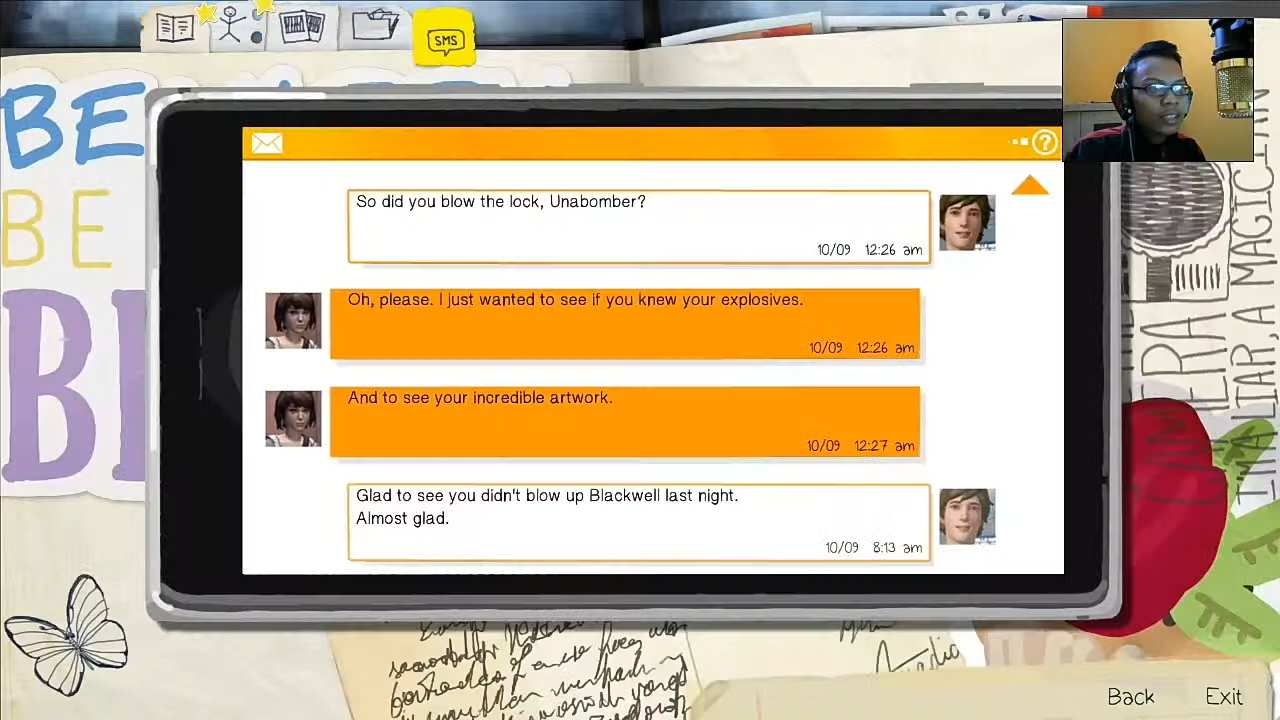 SMS
So did you blow the lock, Unabomber?
10/09 12:26 am
Oh, please. I just wanted to see if you knew your explosives.
10/09 12:26 am
And to see your incredible artwork.
10/09 12:27 am
Glad to see you didn't blow up Blackwell last night.
Almost glad.
10/09 8:13 am
BE
BE
Back Exit